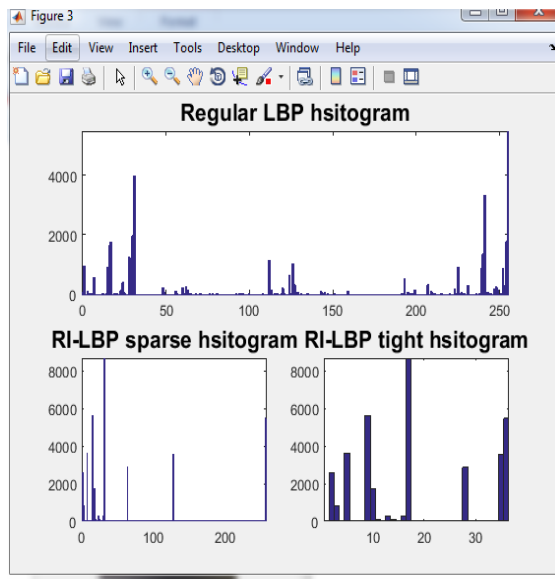 Figure 3
File Edit View Insert Tools Desktop Window Help
Regular LBP hsitogram
4000
2000
0
0 50 100 150 200 250
RI-LBP sparse hsitogram RI-LBP tight hsitogram
8000 8000
6000 6000
4000 4000
2000 2000
0 0
0 100 200 10 20 30